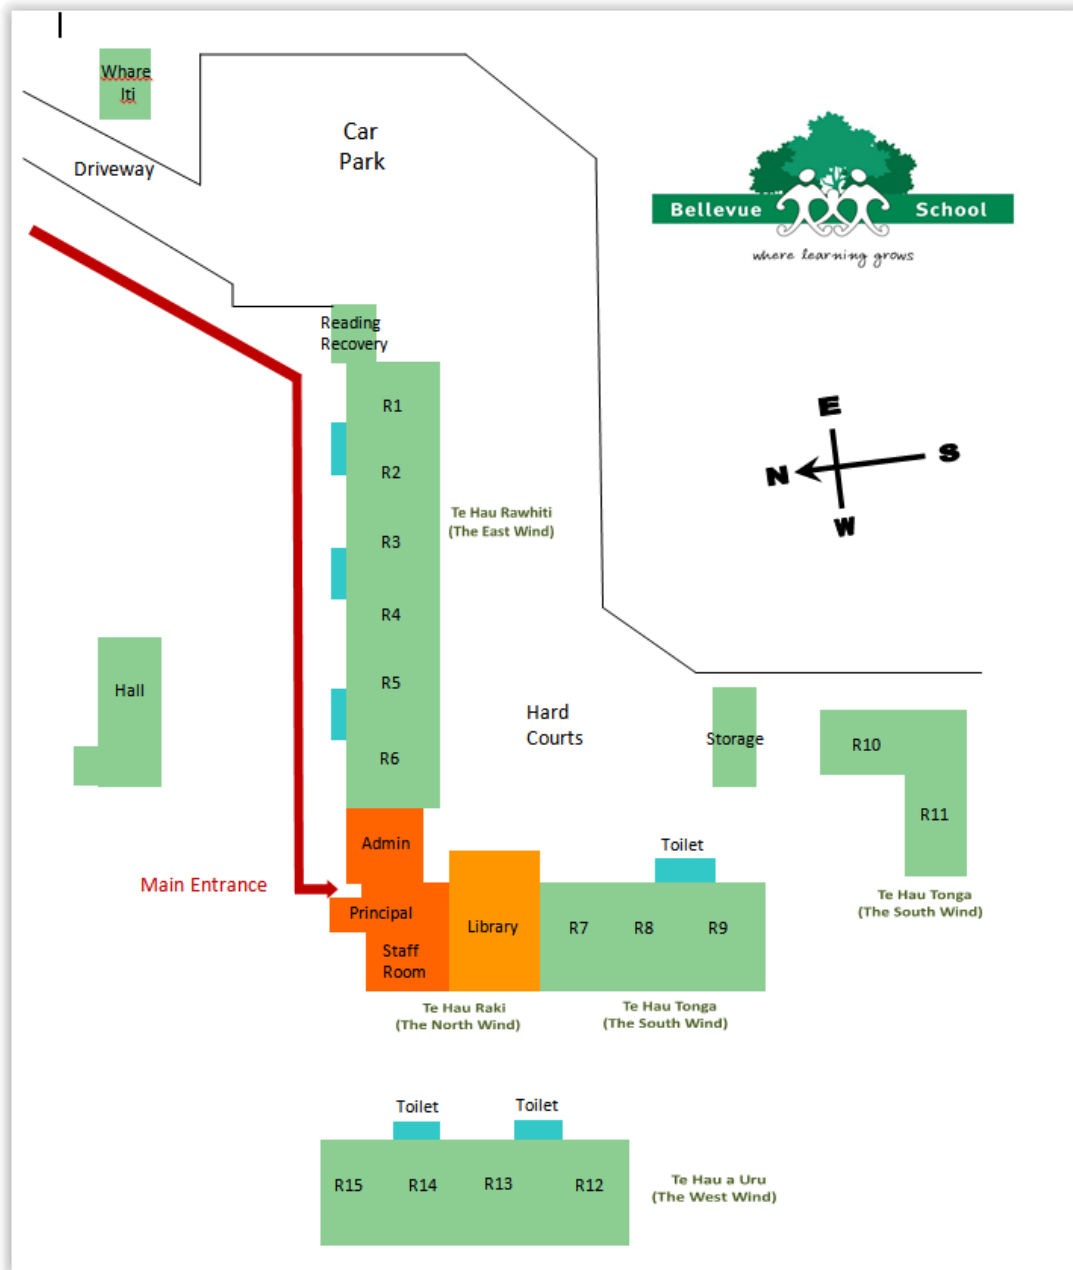 Whare
Iti
Car
Park
Driveway
Bellevue School
where learning grows
Reading
Recovery
R1
R2
R3
R4
R5
R6
Te Hau Rawhiti
(The East Wind)
E
N
S
W
Hall
Hard
Courts
Storage
R10
R11
Te Hau Tonga
(The South Wind)
Admin
Main Entrance
Principal
Staff
Room
Library
Toilet
R7
R8
R9
Te Hau Raki
(The North Wind)
Te Hau Tonga
(The South Wind)
Toilet
Toilet
R15
R14
R13
R12
Te Hau a Uru
(The West Wind)